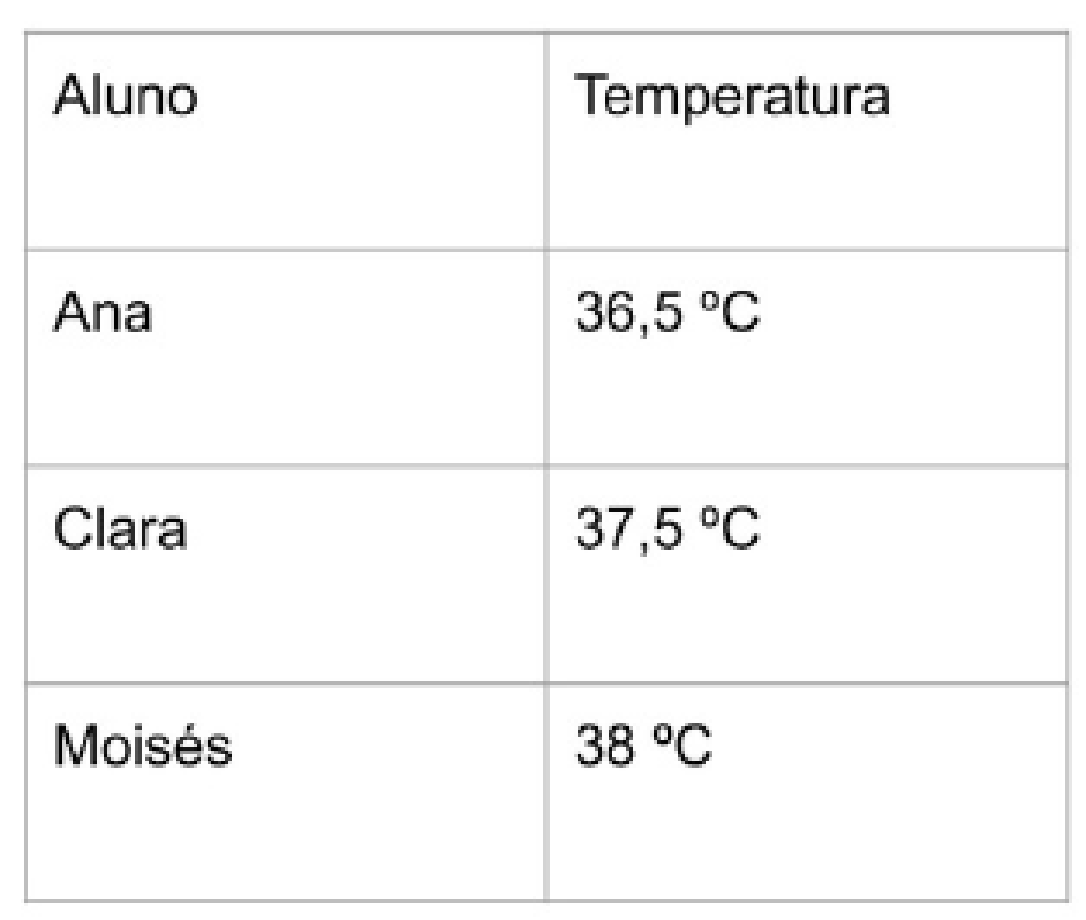 Aluno Temperatura
Ana 36,5 ºC
Clara 37,5 ºC
Moisés 38 ºC